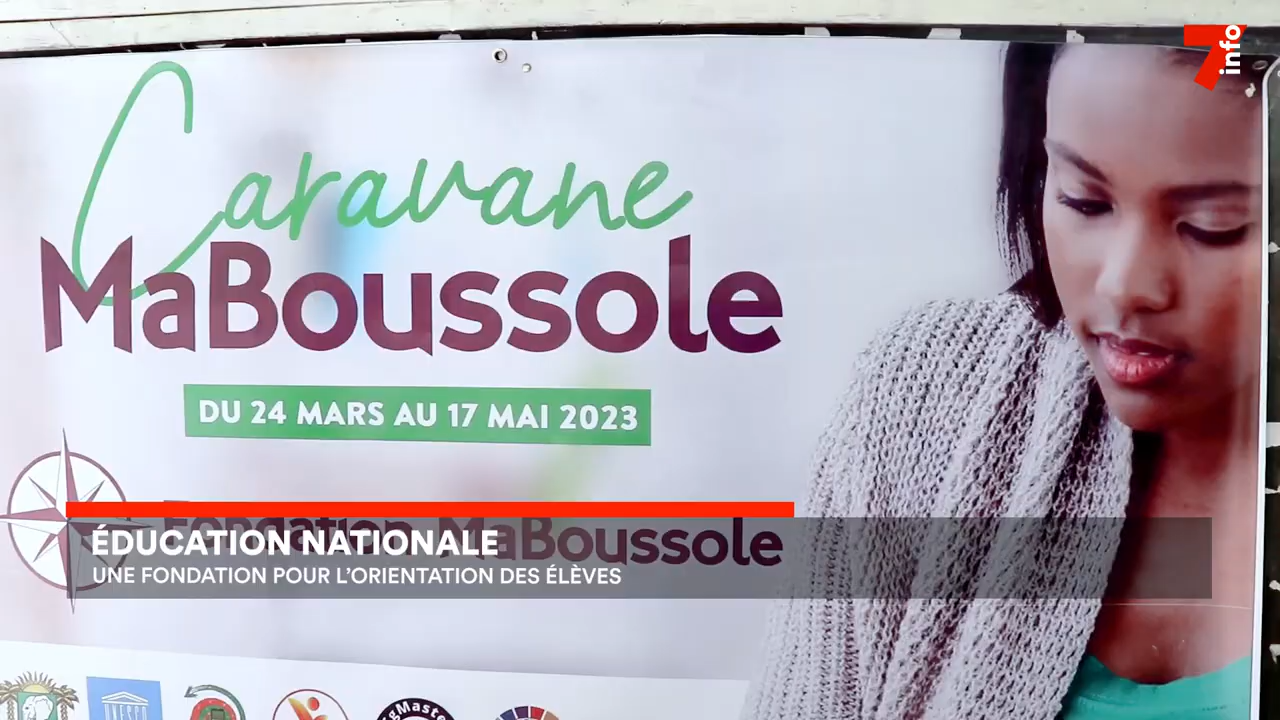 7 info
Caravane
MaBoussole
DU 24 MARS AU 17 MAI 2023
Fondation MaBoussole
ÉDUCATION NATIONALE
UNE FONDATION POUR L'ORIENTATION DES ÉLÈVES
UNESCO